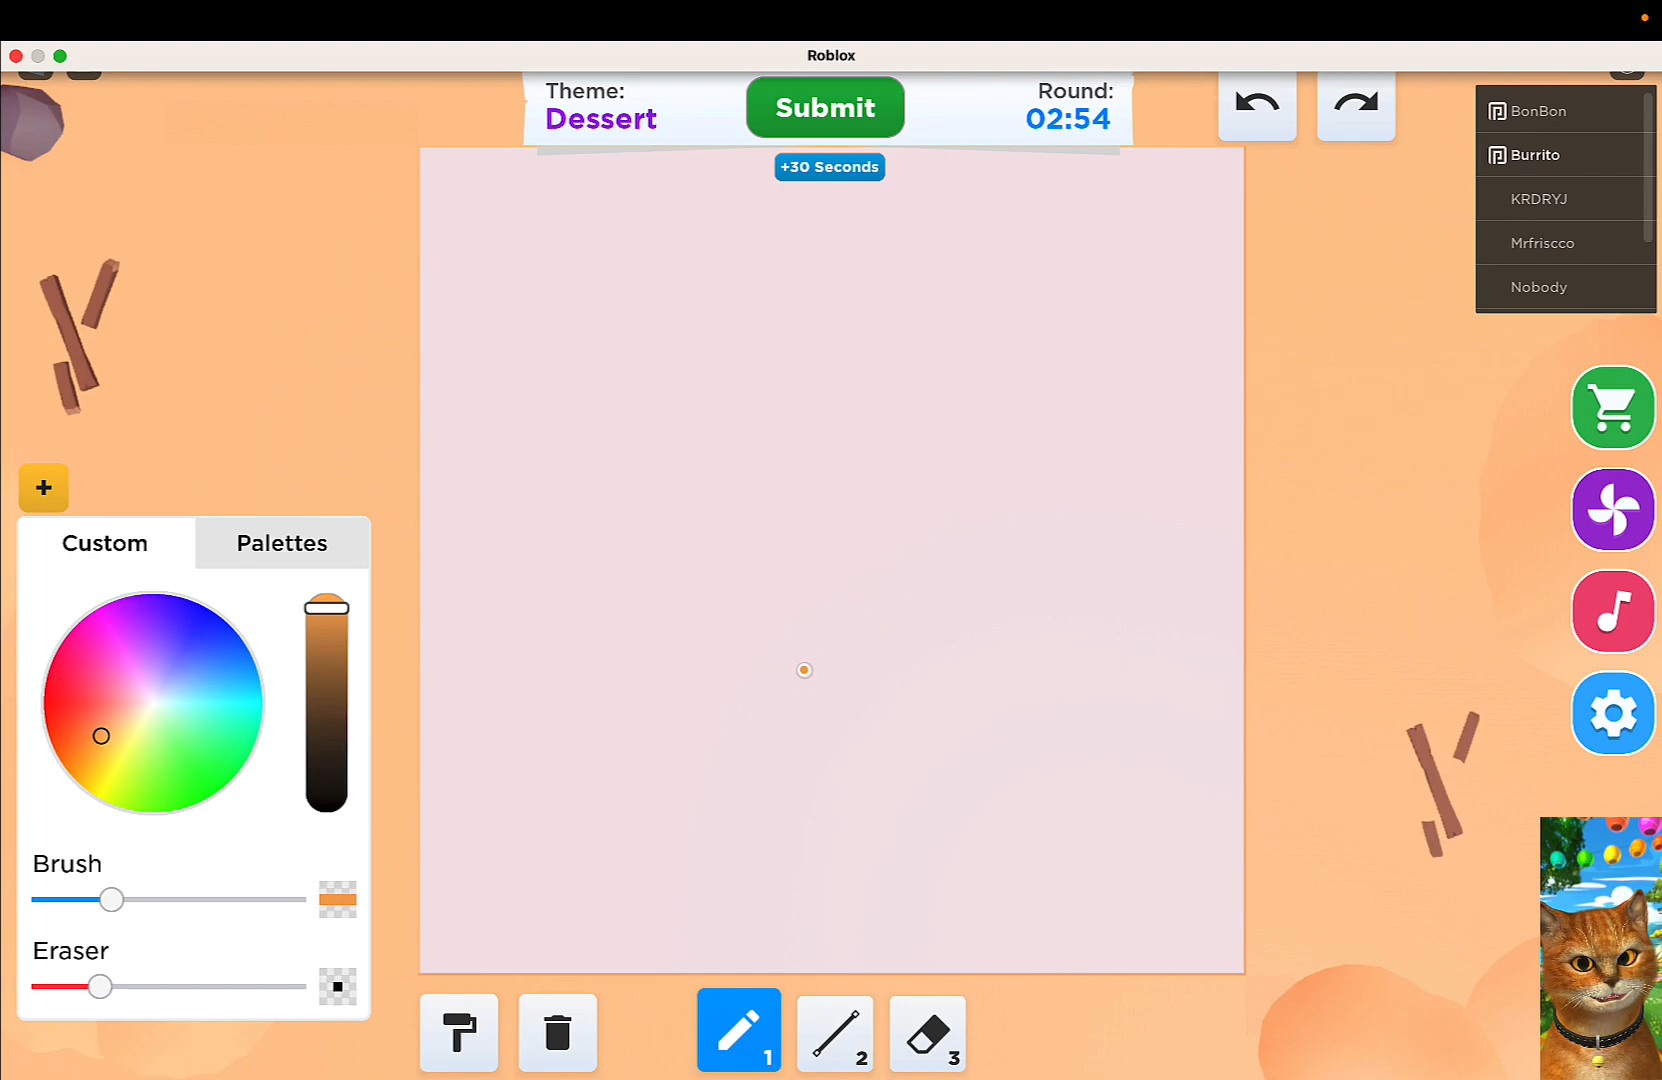 Roblox
Theme:
Dessert
Submit
Round:
02:54
+30 Seconds
BonBon
Burrito
KRDRYJ
Mrfriscco
Nobody
+
Custom
Palettes
Brush
Eraser
1
2
3